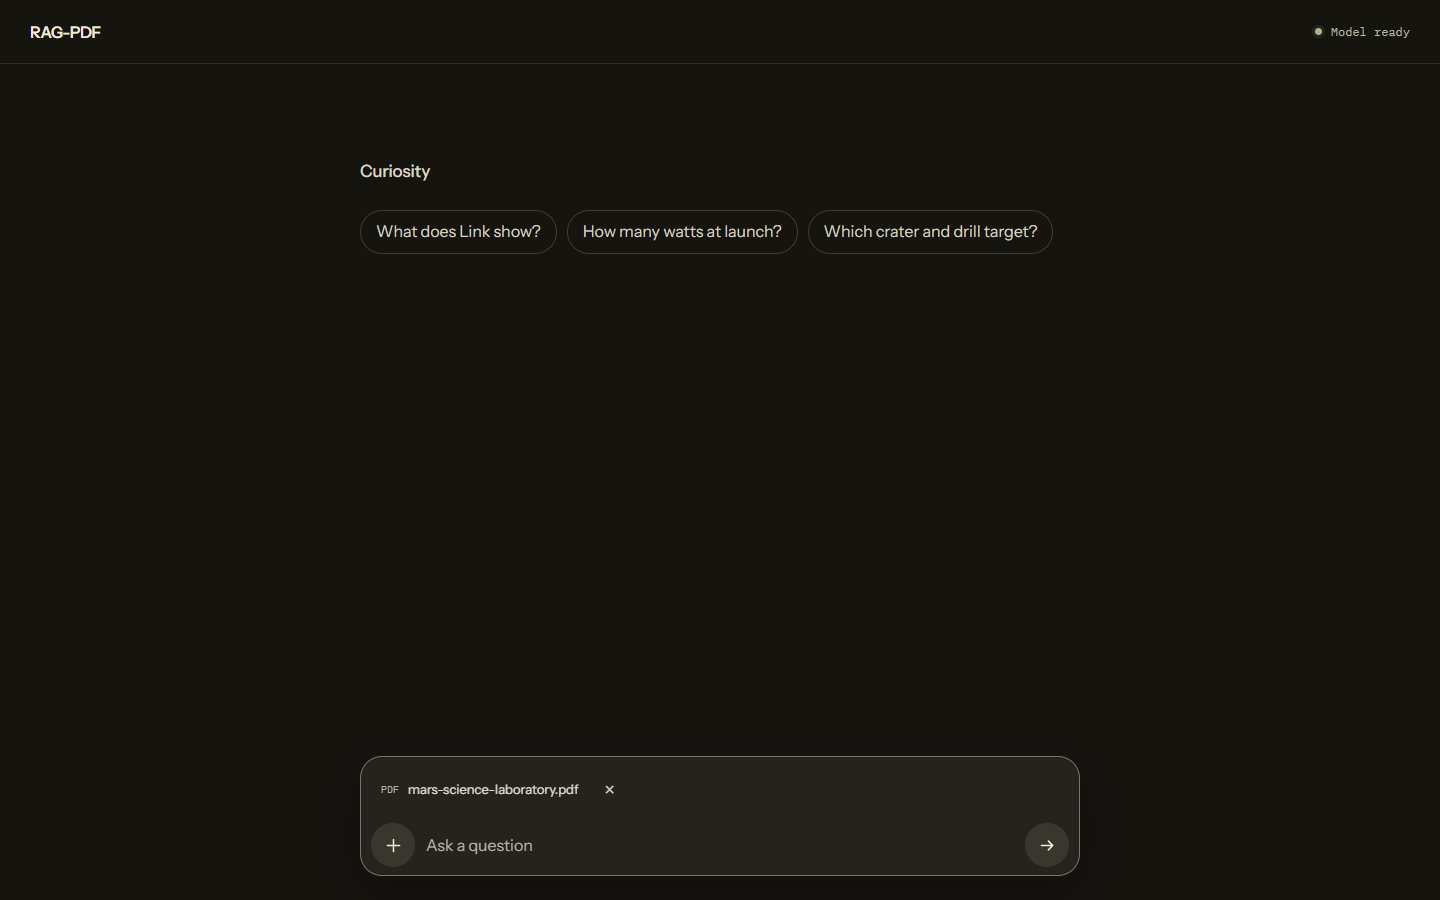 RAG-PDF
Model ready
Curiosity
What does Link show?
How many watts at launch?
Which crater and drill target?
PDF mars-science-laboratory.pdf
Ask a question